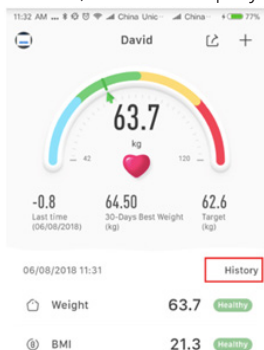 11:32 AM ... China Unic... China... 77%
David
63.7
kg
42 120
-0.8 64.50 62.6
Last time 30-Days Best Weight Target
(06/08/2018) (kg) (kg)
06/08/2018 11:31 History
Weight 63.7 Healthy
BMI 21.3 Healthy